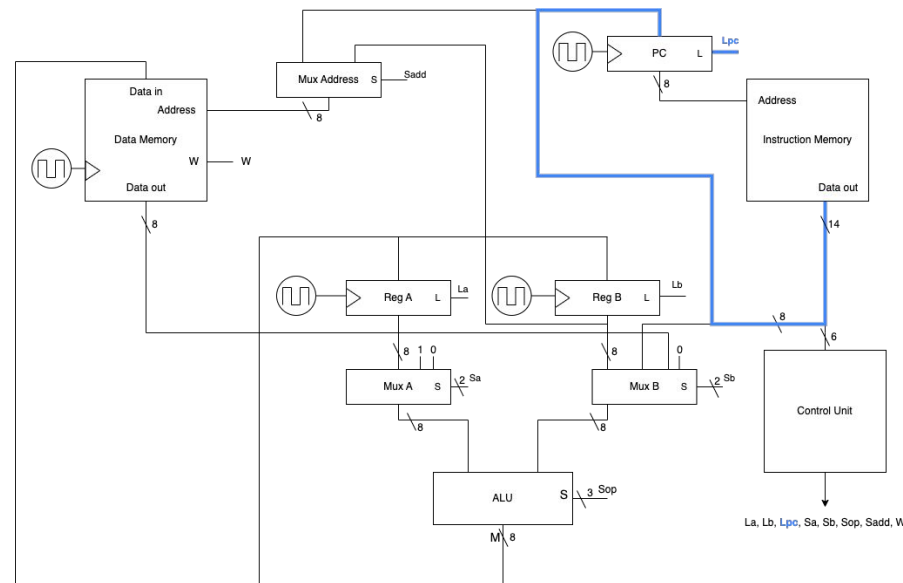 Lpc
PC L
8
Mux Address S Sadd
8
Data in
Address
Data Memory
W W
Data out
8
Address
Instruction Memory
Data out
14
Reg A L La
Reg B L Lb
8
6
8 1 0
8 0
Mux A S 2 Sa
Mux B S 2 Sb
8
8
Control Unit
ALU S 3 Sop
M 8
La, Lb, Lpc, Sa, Sb, Sop, Sadd, W